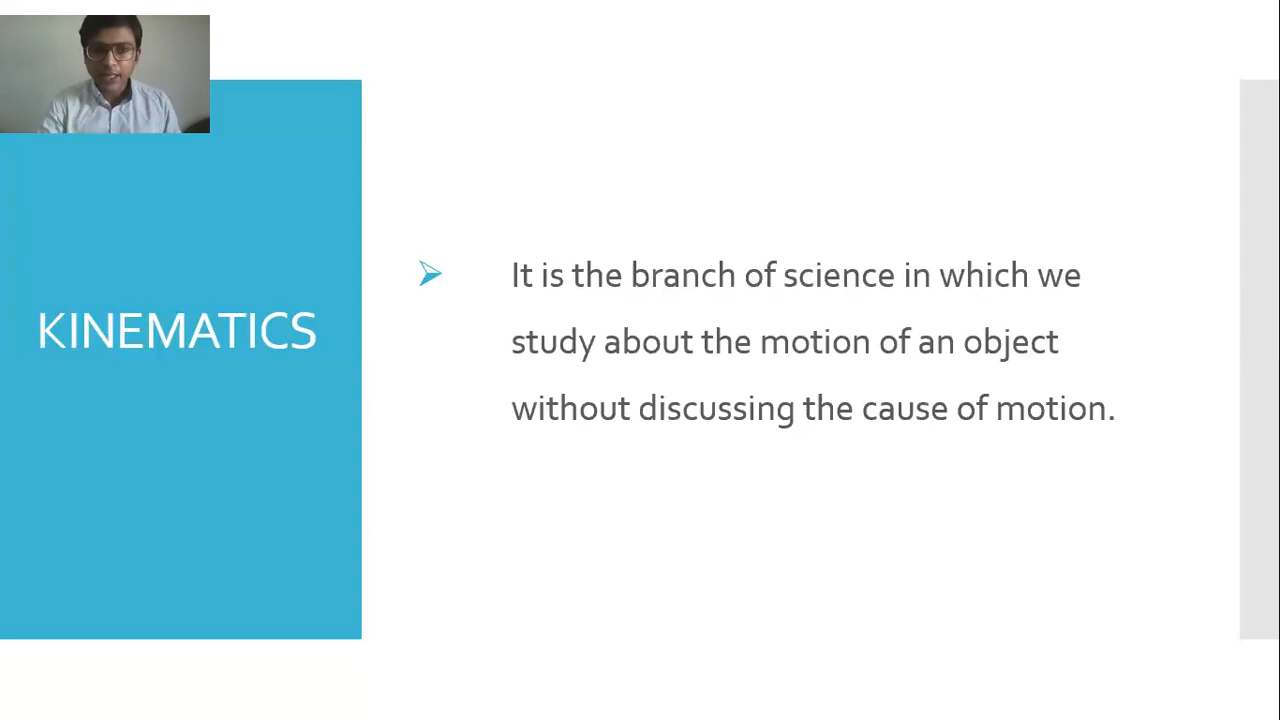 KINEMATICS
It is the branch of science in which we
study about the motion of an object
without discussing the cause of motion.